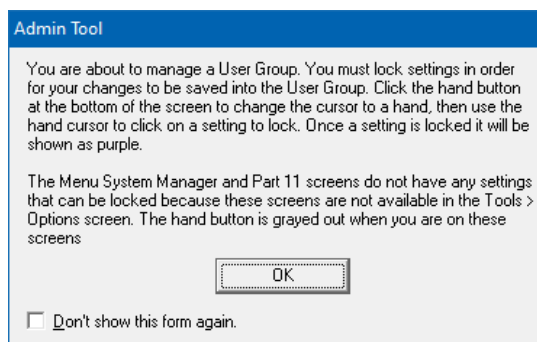 Admin Tool
You are about to manage a User Group. You must lock settings in order
for your changes to be saved into the User Group. Click the hand button
at the bottom of the screen to change the cursor to a hand, then use the
hand cursor to click on a setting to lock. Once a setting is locked it will be
shown as purple.
The Menu System Manager and Part 11 screens do not have any settings
that can be locked because these screens are not available in the Tools >
Options screen. The hand button is grayed out when you are on these
screens
OK
Don't show this form again.